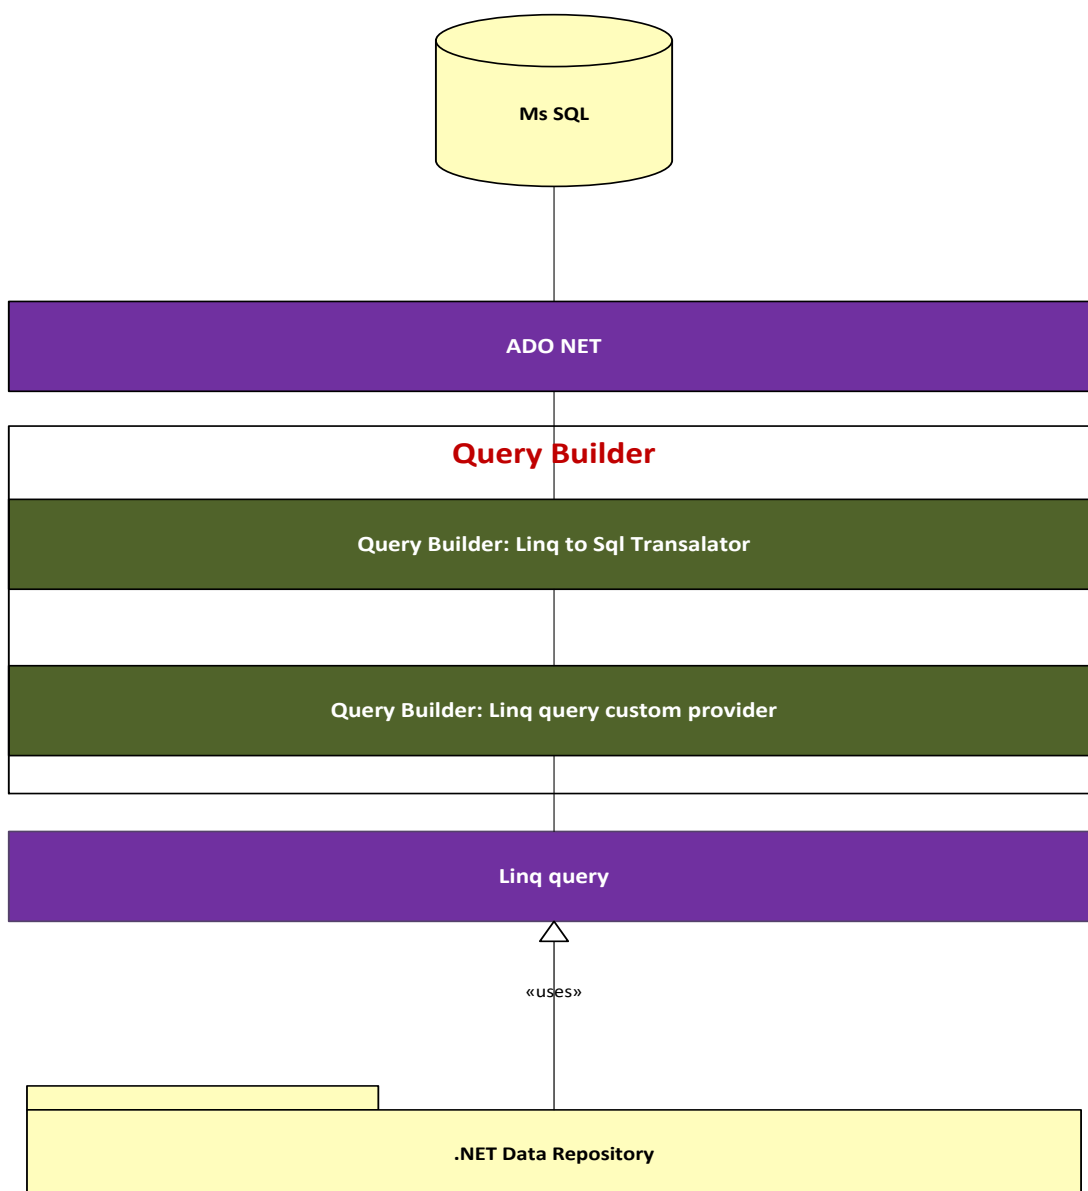 Ms SQL
ADO NET
Query Builder
Query Builder: Linq to Sql Transalator
Query Builder: Linq query custom provider
Linq query
«uses»
.NET Data Repository